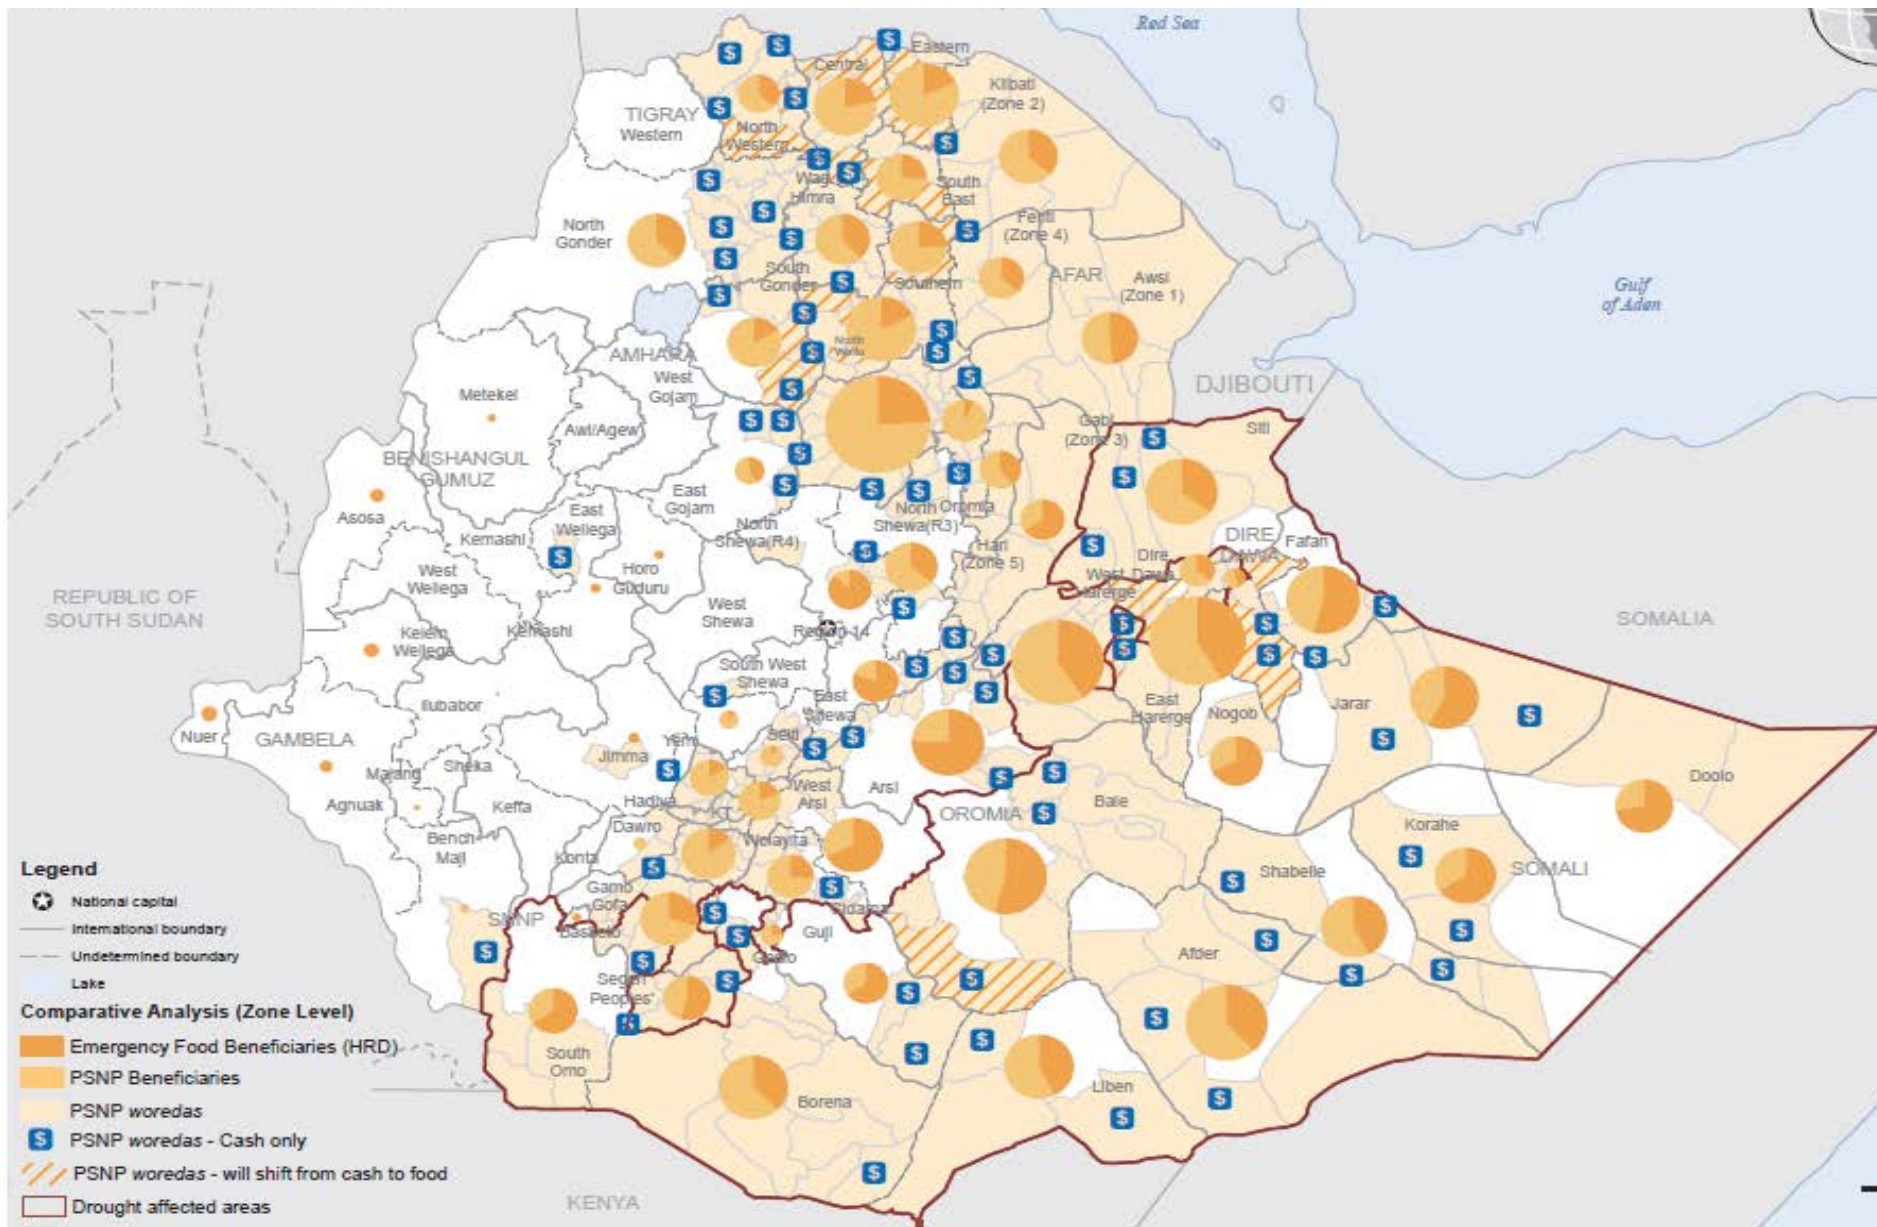 Red Sea
Eastern
Central
Kilbati
(Zone 2)
TIGRAY
Western
North
Western
Wag
Himra
South
East
North
Gonder
Fenti
(Zone 4)
AFAR
Awsi
(Zone 1)
South
Gonder
Southern
Gulf
of Aden
North
Wello
AMHARA
West
Gojam
DJIBOUTI
Metekel
Awi/Agew
Gabi
(Zone 3)
Siti
BENISHANGUL
GUMUZ
Asosa
East
Gojam
North
Shewa(R4)
North
Shewa(R3)
Oromia
East
Wellega
Kemashi
Hari
(Zone 5)
DIRE
DAWA
Fafan
Dire
Dawa
West
Harerge
West
Wellega
Horo
Guduru
REPUBLIC OF
SOUTH SUDAN
West
Shewa
Region 14
SOMALIA
Kelem
Wellega
Kemashi
South West
Shewa
East
Shewa
East
Harerge
Nogob
Jarar
Ilubabor
Nuer
GAMBELA
Yem
Selti
Jimma
Majang
Sheka
Doolo
Agnuak
Keffa
Hadiya
KT
West
Arsi
Arsi
Bale
OROMIA
Korahe
Bench
Maji
Dawro
Wolayita
Konta
Shabelle
SOMALI
Gamo
Gofa
Sidama
SNNP
Basketo
Guji
Gedio
Afder
Segen
Peoples'
South
Omo
Liben
Borena
KENYA
Legend
National capital
International boundary
Undetermined boundary
Lake
Comparative Analysis (Zone Level)
Emergency Food Beneficiaries (HRD)
PSNP Beneficiaries
PSNP woredas
$ PSNP woredas - Cash only
PSNP woredas - will shift from cash to food
Drought affected areas